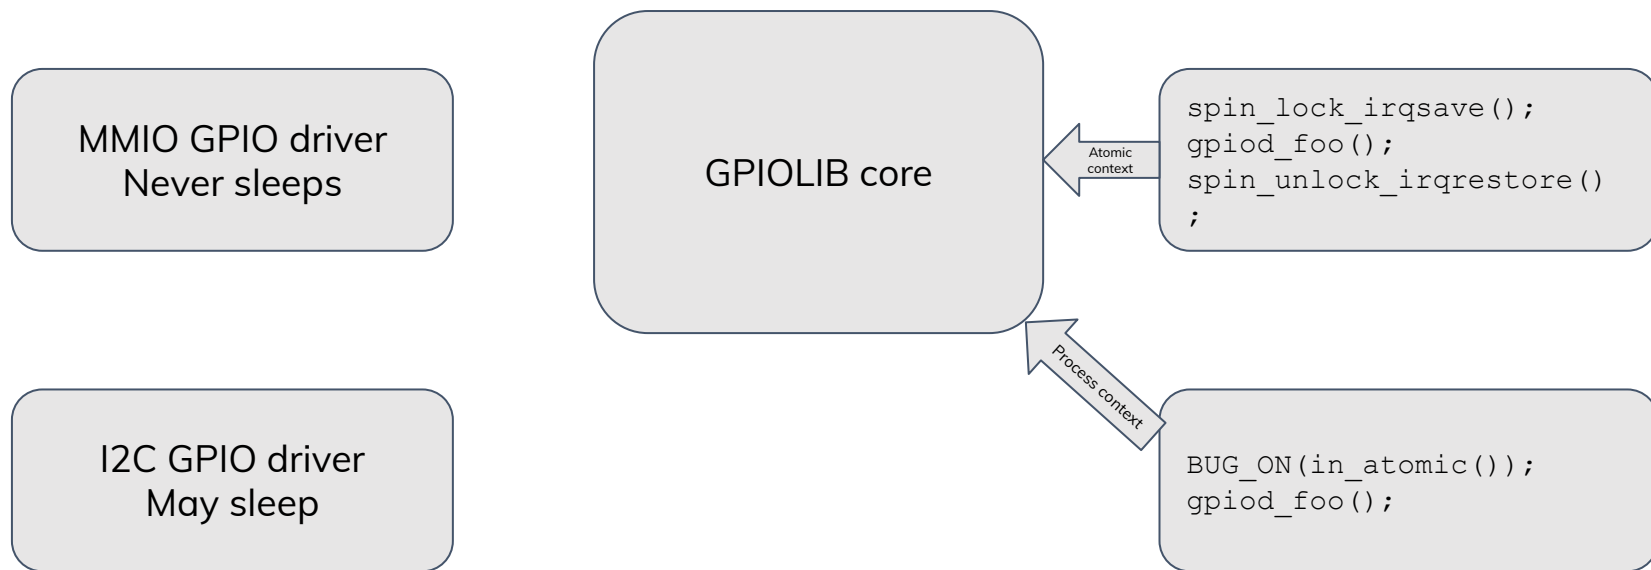 MMIO GPIO driver
Never sleeps
GPIOLIB core
Atomic
context
spin_lock_irqsave();
gpiod_foo();
spin_unlock_irqrestore()
;
Process context
I2C GPIO driver
May sleep
BUG_ON(in_atomic());
gpiod_foo();